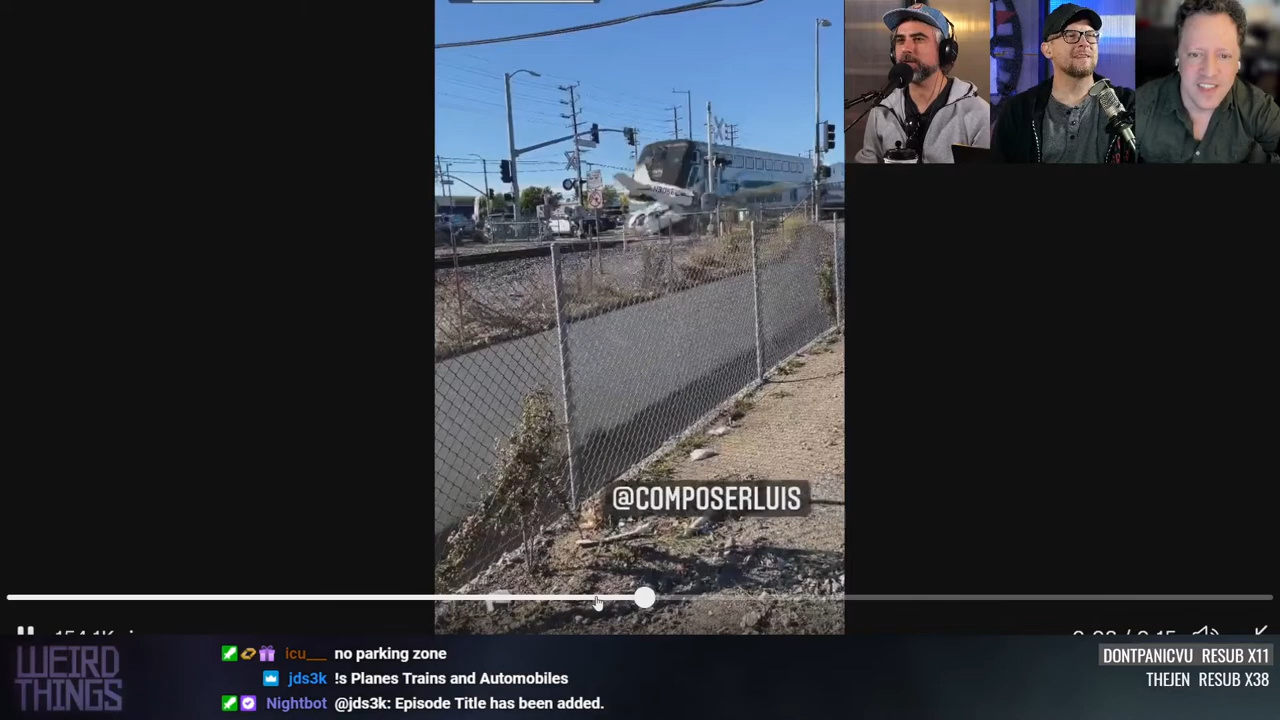 @COMPOSERLUIS
WEIRD
THINGS
icu___ no parking zone
jds3k !s Planes Trains and Automobiles
Nightbot @jds3k: Episode Title has been added.
DONTPANICVU RESUB X11
THEJEN RESUB X38